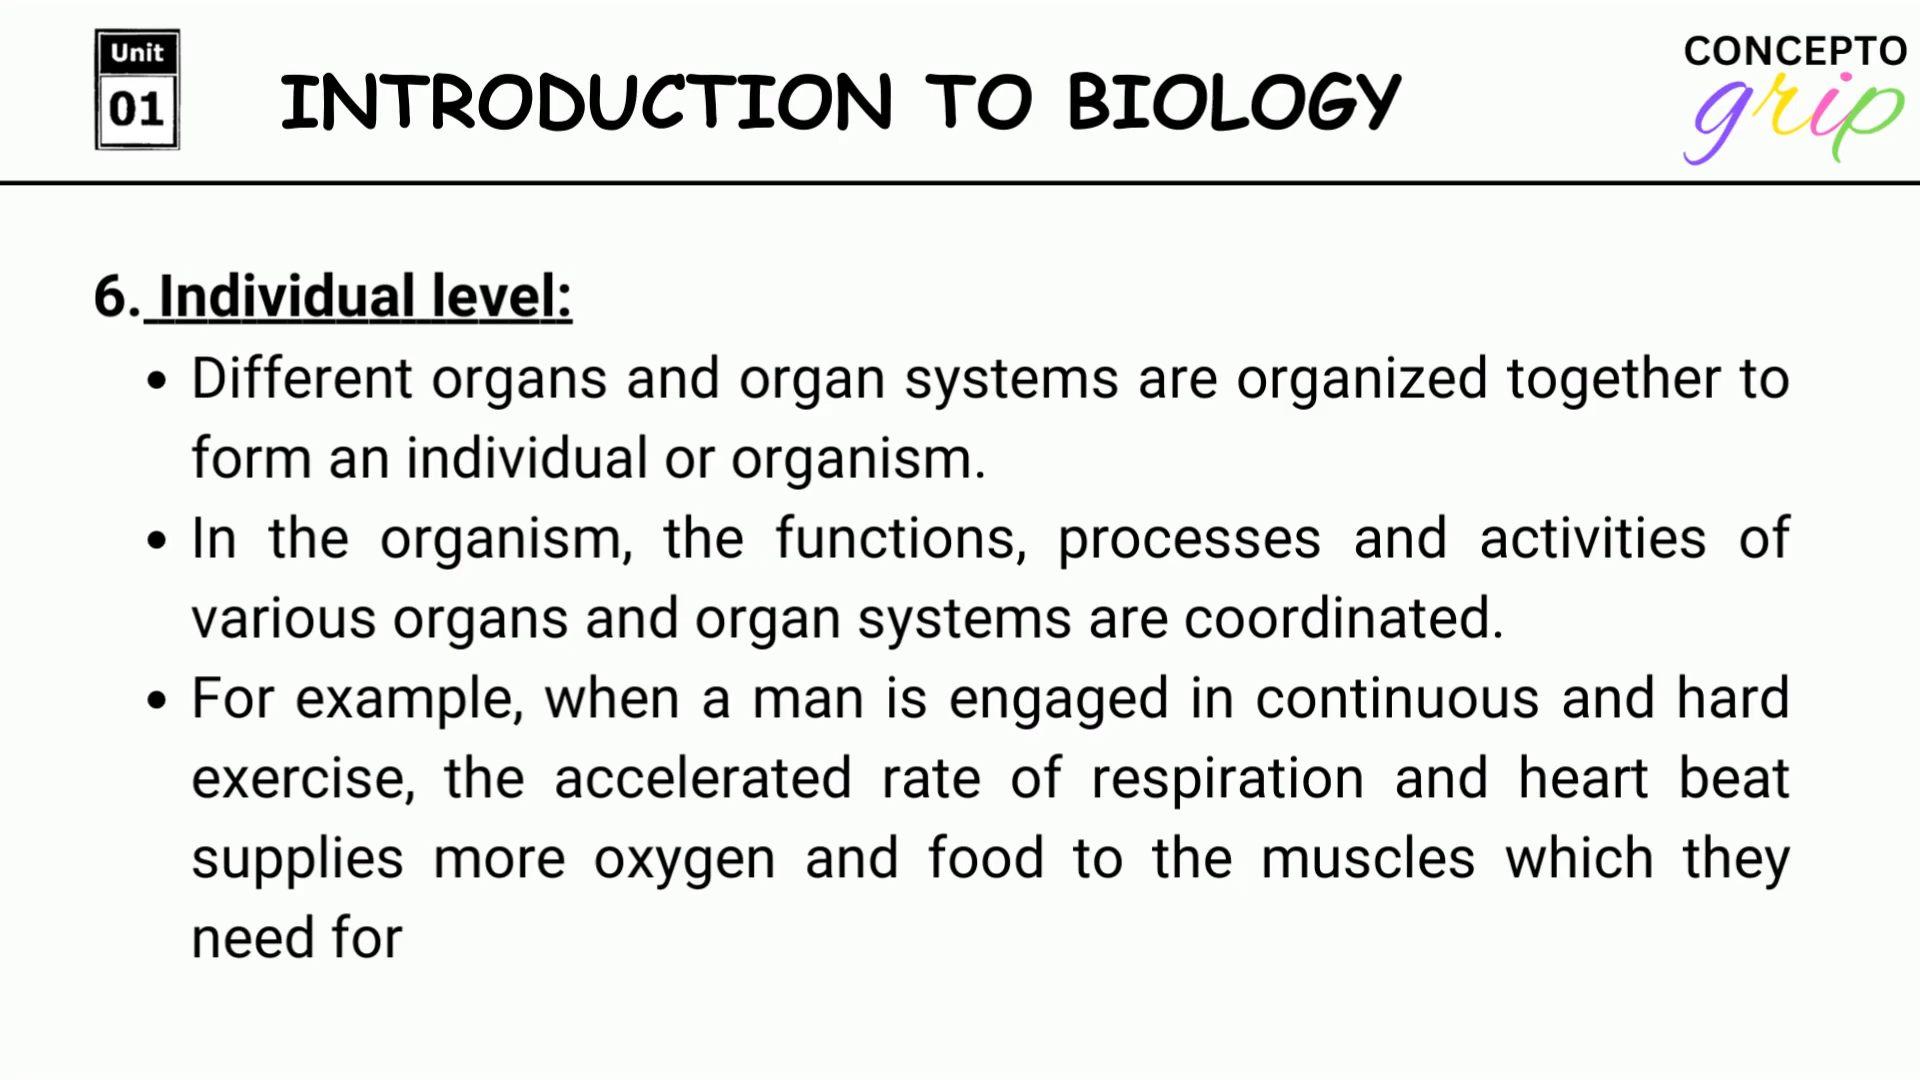 Unit
01
INTRODUCTION TO BIOLOGY
CONCEPTO
grip
6. Individual level:
• Different organs and organ systems are organized together to
form an individual or organism.
• In the organism, the functions, processes and activities of
various organs and organ systems are coordinated.
• For example, when a man is engaged in continuous and hard
exercise, the accelerated rate of respiration and heart beat
supplies more oxygen and food to the muscles which they
need for